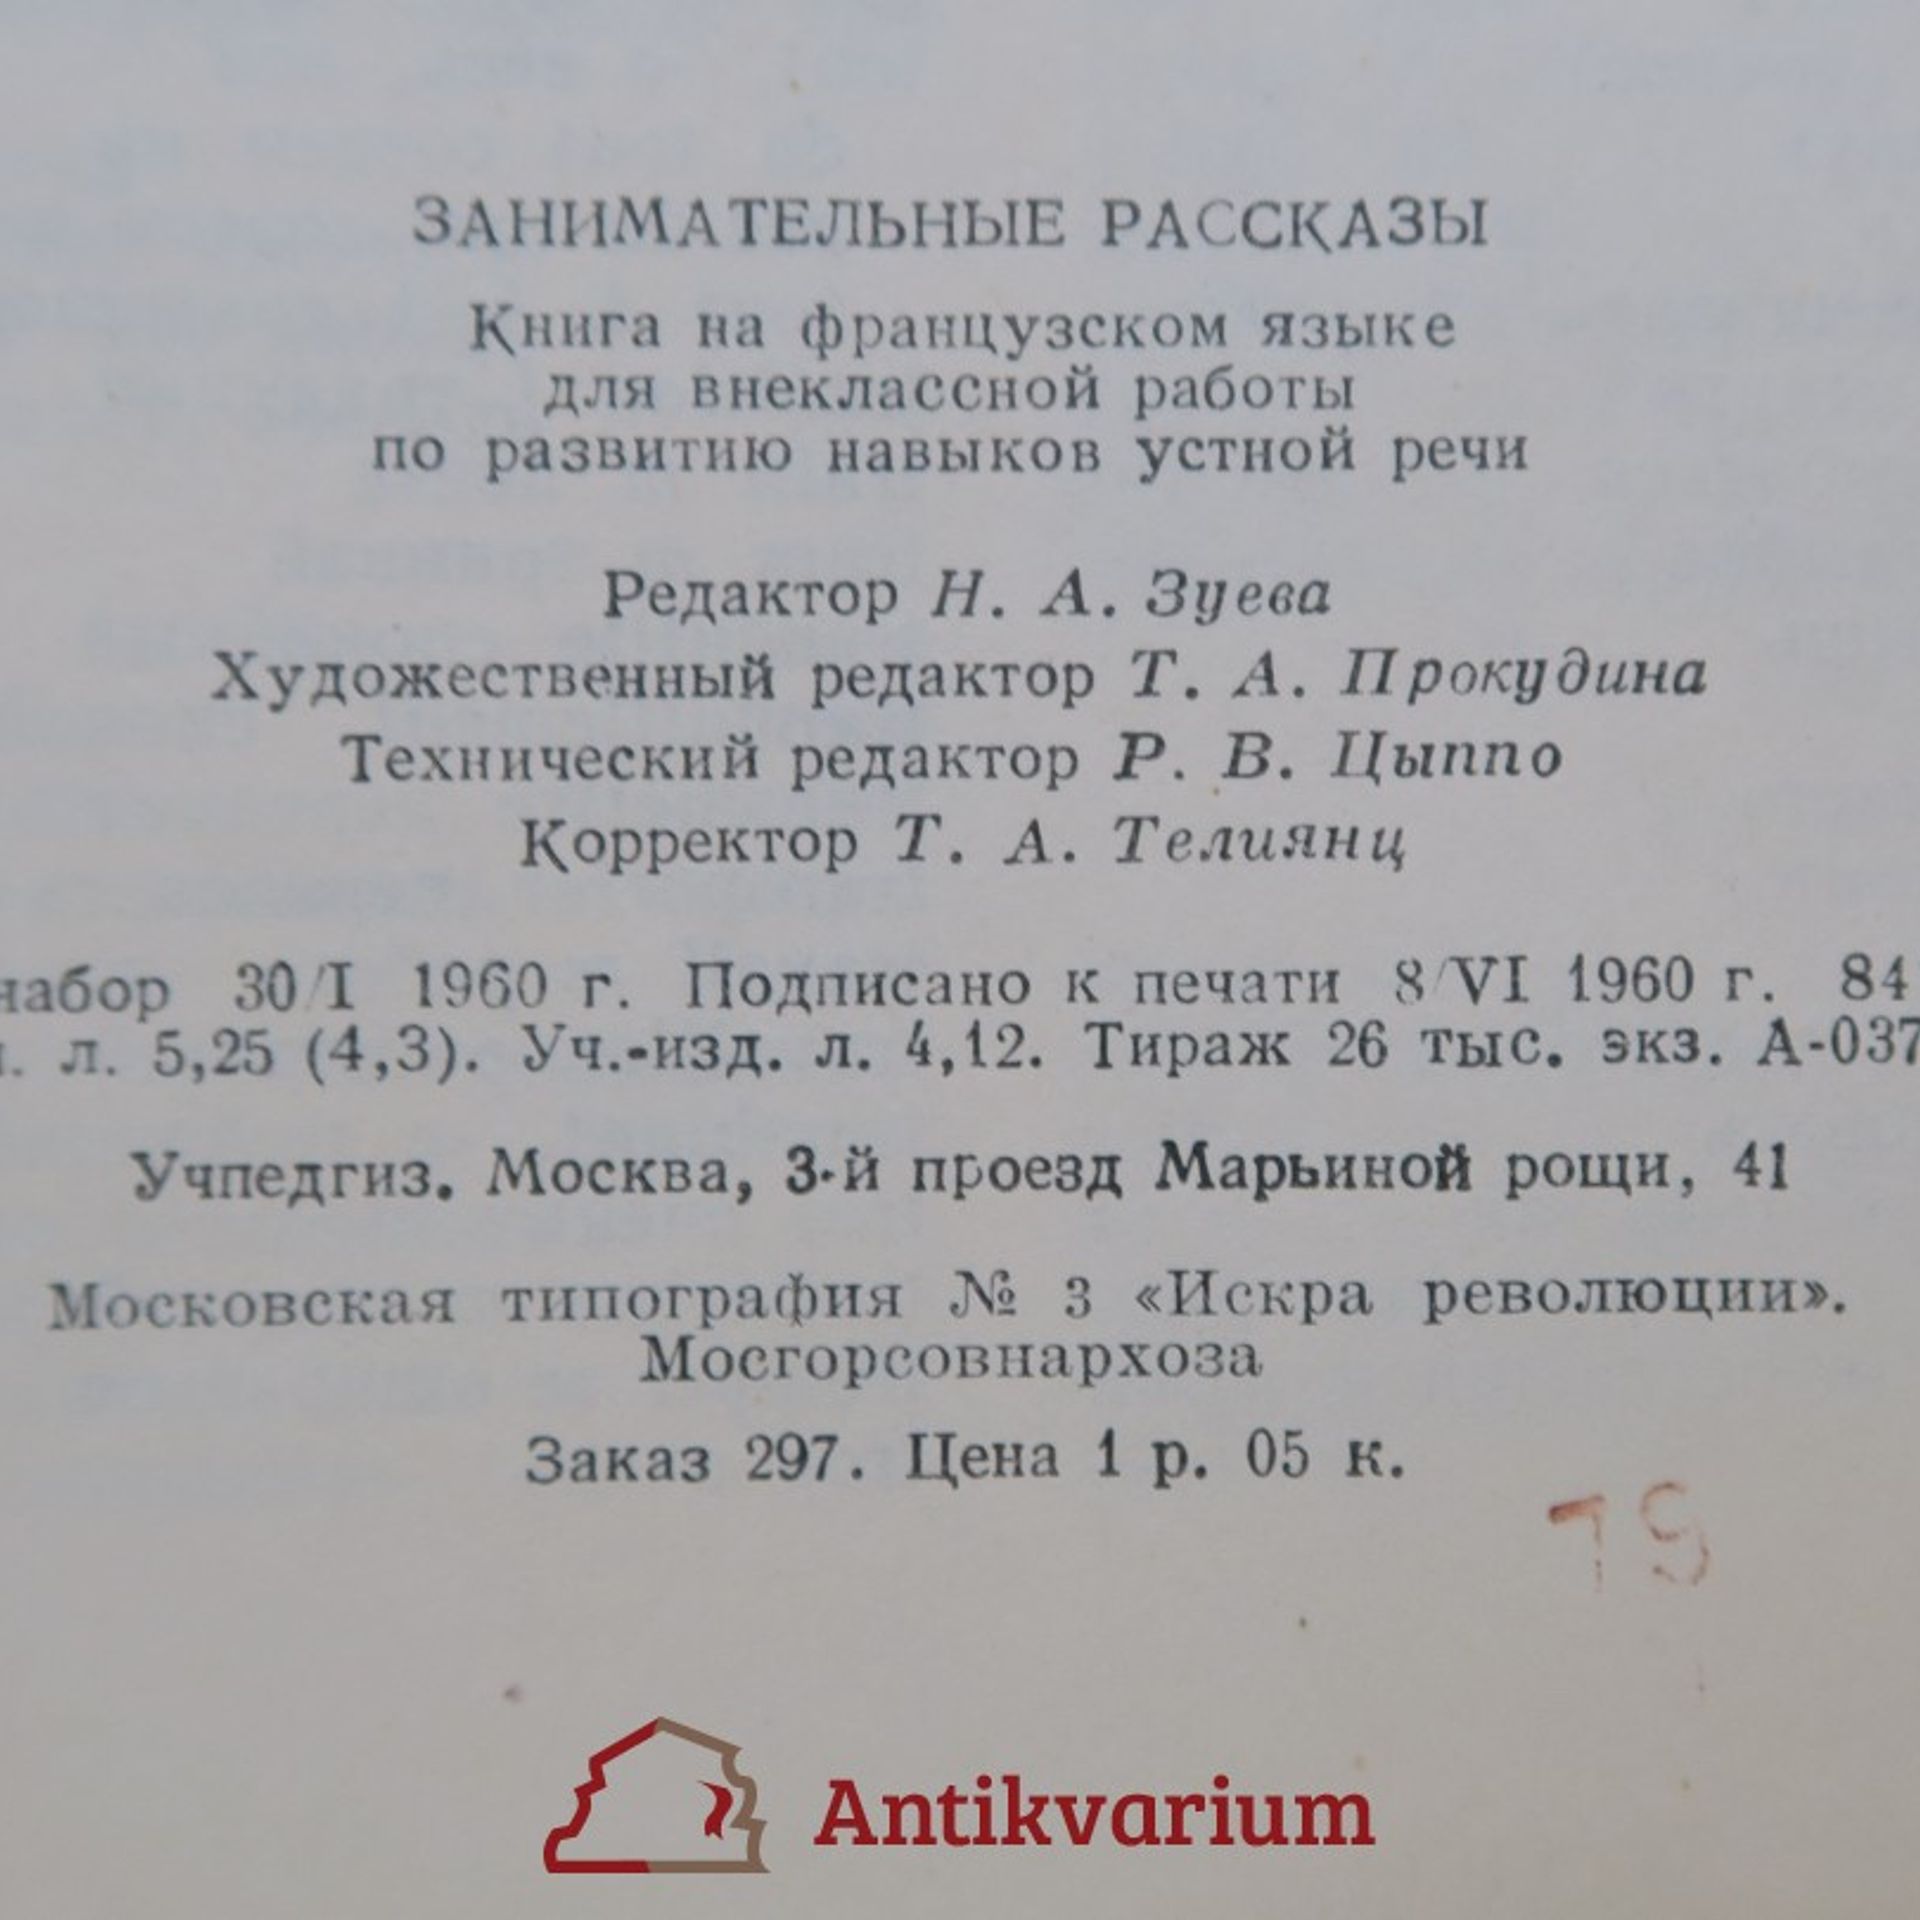 ЗАНИМАТЕЛЬНЫЕ РАССКАЗЫ
Книга на французском языке
для внеклассной работы
по развитию навыков устной речи
Редактор Н. А. Зуева
Художественный редактор Т. А. Прокудина
Технический редактор Р. В. Цыппо
Корректор Т. А. Телиянц
набор 30/I 1960 г. Подписано к печати 8/VI 1960 г. 84
л. 5,25 (4,3). Уч.-изд. л. 4,12. Тираж 26 тыс. экз. А-037
Учпедгиз. Москва, 3-й проезд Марьиной рощи, 41
Московская типография № 3 «Искра революции».
Мосгорсовнархоза
Заказ 297. Цена 1 р. 05 к.
19
Antikvarium